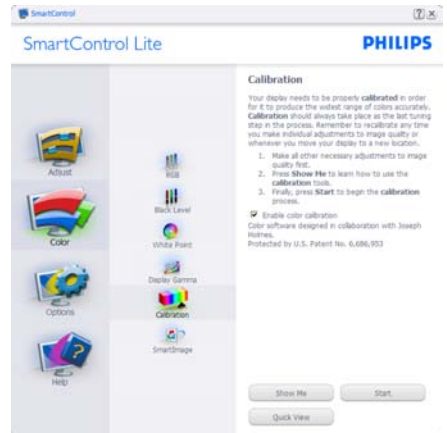 SmartControl
SmartControl Lite
PHILIPS
Adjust
Color
Options
Help
RGB
Black Level
White Point
Display Gamma
Calibration
SmartImage
Calibration
Your display needs to be properly calibrated in order
for it to produce the widest range of colors accurately.
Calibration should always take place as the last tuning
step in the process. Remember to recalibrate any time
you make individual adjustments to image quality or
whenever you move your display to a new location.
1. Make all other necessary adjustments to image
quality first.
2. Press Show Me to learn how to use the
calibration tools.
3. Finally, press Start to begin the calibration
process.
Enable color calibration
Color software designed in collaboration with Joseph
Holmes.
Protected by U.S. Patent No. 6,686,953
Show Me
Start
Quick View